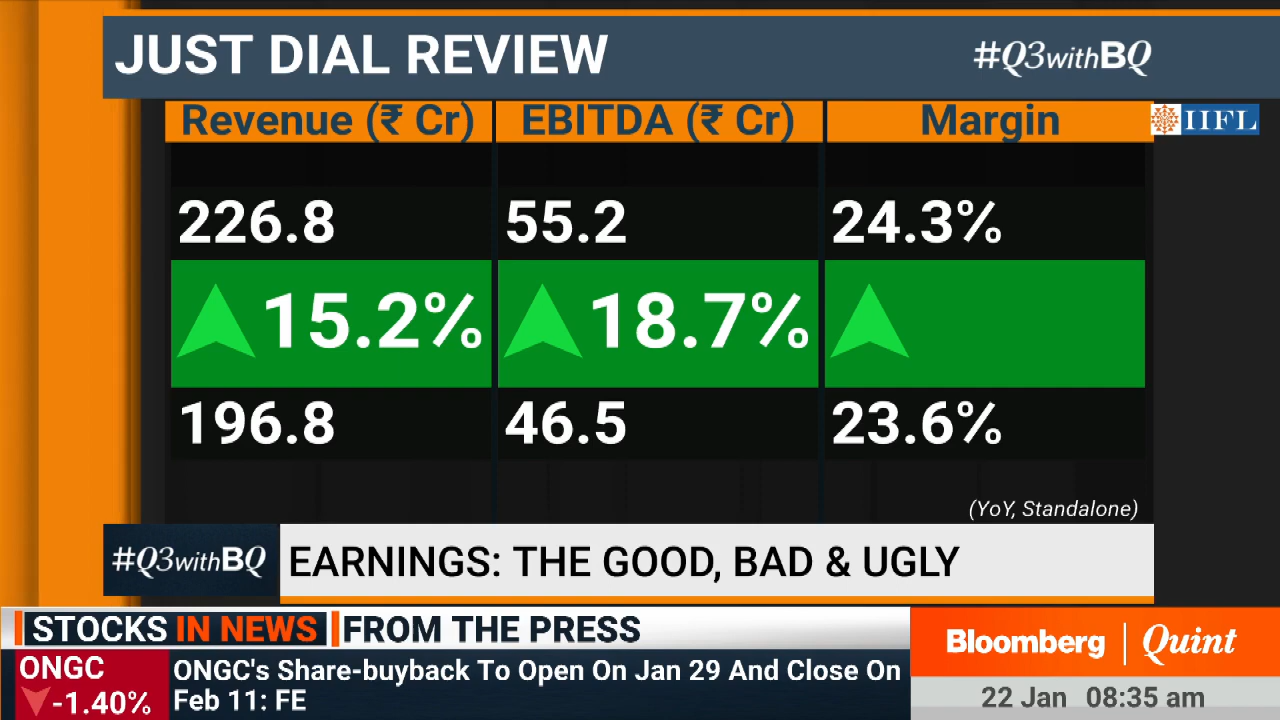 JUST DIAL REVIEW
#Q3withBQ
Revenue (₹ Cr) EBITDA (₹ Cr) Margin
IIFL
226.8 55.2 24.3%
15.2% 18.7%
196.8 46.5 23.6%
(YoY, Standalone)
#Q3withBQ
EARNINGS: THE GOOD, BAD & UGLY
STOCKS IN NEWS FROM THE PRESS
ONGC
-1.40%
ONGC's Share-buyback To Open On Jan 29 And Close On
Feb 11: FE
Bloomberg | Quint
22 Jan 08:35 am